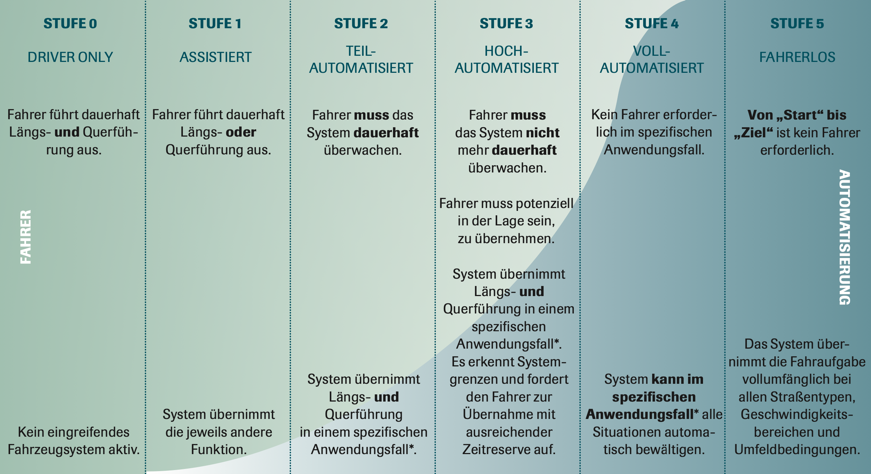 STUFE 0
DRIVER ONLY
Fahrer führt dauerhaft
Längs- und Querfüh-
rung aus.
Kein eingreifendes
Fahrzeugsystem aktiv.
STUFE 1
ASSISTIERT
Fahrer führt dauerhaft
Längs- oder
Querführung aus.
System übernimmt
die jeweils andere
Funktion.
STUFE 2
TEIL-
AUTOMATISIERT
Fahrer muss das
System dauerhaft
überwachen.
System übernimmt
Längs- und
Querführung
in einem spezifischen
Anwendungsfall*.
STUFE 3
HOCH-
AUTOMATISIERT
Fahrer muss
das System nicht
mehr dauerhaft
überwachen.
Fahrer muss potenziell
in der Lage sein,
zu übernehmen.
System übernimmt
Längs- und
Querführung in einem
spezifischen
Anwendungsfall*.
Es erkennt System-
grenzen und fordert
den Fahrer zur
Übernahme mit
ausreichender
Zeitreserve auf.
STUFE 4
VOLL-
AUTOMATISIERT
Kein Fahrer erforder-
lich im spezifischen
Anwendungsfall.
System kann im
spezifischen
Anwendungsfall* alle
Situationen automa-
tisch bewältigen.
STUFE 5
FAHRERLOS
Von „Start“ bis
„Ziel“ ist kein Fahrer
erforderlich.
Das System über-
nimmt die Fahraufgabe
vollumfänglich bei
allen Straßentypen,
Geschwindigkeits-
bereichen und
Umfeldbedingungen.
FAHRER
AUTOMATISIERUNG